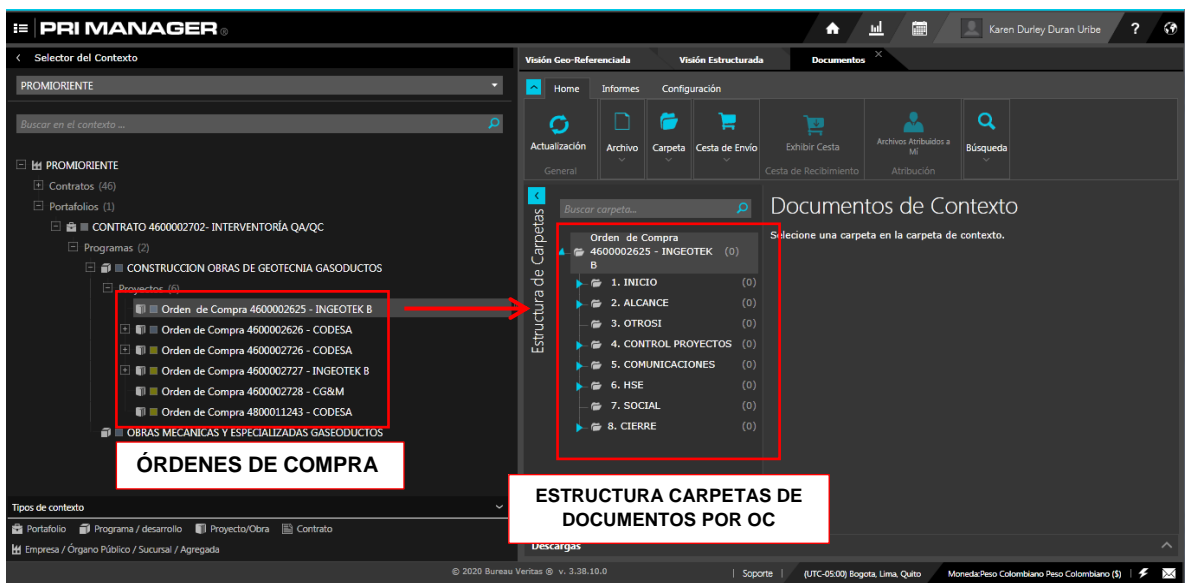 PRI MANAGER ®
Karen Durley Duran Uribe
?
Selector del Contexto
PROMIORIENTE
Buscar en el contexto ...
PROMIORIENTE
Contratos (46)
Portafolios (1)
CONTRATO 4600002702- INTERVENTORÍA QA/QC
Programas (2)
CONSTRUCCION OBRAS DE GEOTECNIA GASODUCTOS
Proyectos (6)
Orden de Compra 4600002625 - INGEOTEK B
Orden de Compra 4600002626 - CODESA
Orden de Compra 4600002726 - CODESA
Orden de Compra 4600002727 - INGEOTEK B
Orden de Compra 4600002728 - CG&M
Orden de Compra 4800011243 - CODESA
OBRAS MECANICAS Y ESPECIALIZADAS GASEODUCTOS
ÓRDENES DE COMPRA
Tipos de contexto
Portafolio Programa / desarrollo Proyecto/Obra Contrato
Empresa / Órgano Público / Sucursal / Agregada
Visión Geo-Referenciada Visión Estructurada Documentos
Home Informes Configuración
Actualización Archivo Carpeta Cesta de Envío Exhibir Cesta Archivos Atribuidos a Mí Búsqueda
General Cesta de Recibimiento Atribución
Estructura de Carpetas
Buscar carpeta...
Orden de Compra
4600002625 - INGEOTEK (0)
B
1. INICIO (0)
2. ALCANCE (0)
3. OTROSI (0)
4. CONTROL PROYECTOS (0)
5. COMUNICACIONES (0)
6. HSE (0)
7. SOCIAL (0)
8. CIERRE (0)
Documentos de Contexto
Selecione una carpeta en la carpeta de contexto.
ESTRUCTURA CARPETAS DE
DOCUMENTOS POR OC
Descargas
© 2020 Bureau Veritas ® v. 3.38.10.0 | Soporte | (UTC-05:00) Bogota, Lima, Quito Moneda:Peso Colombiano Peso Colombiano ($)